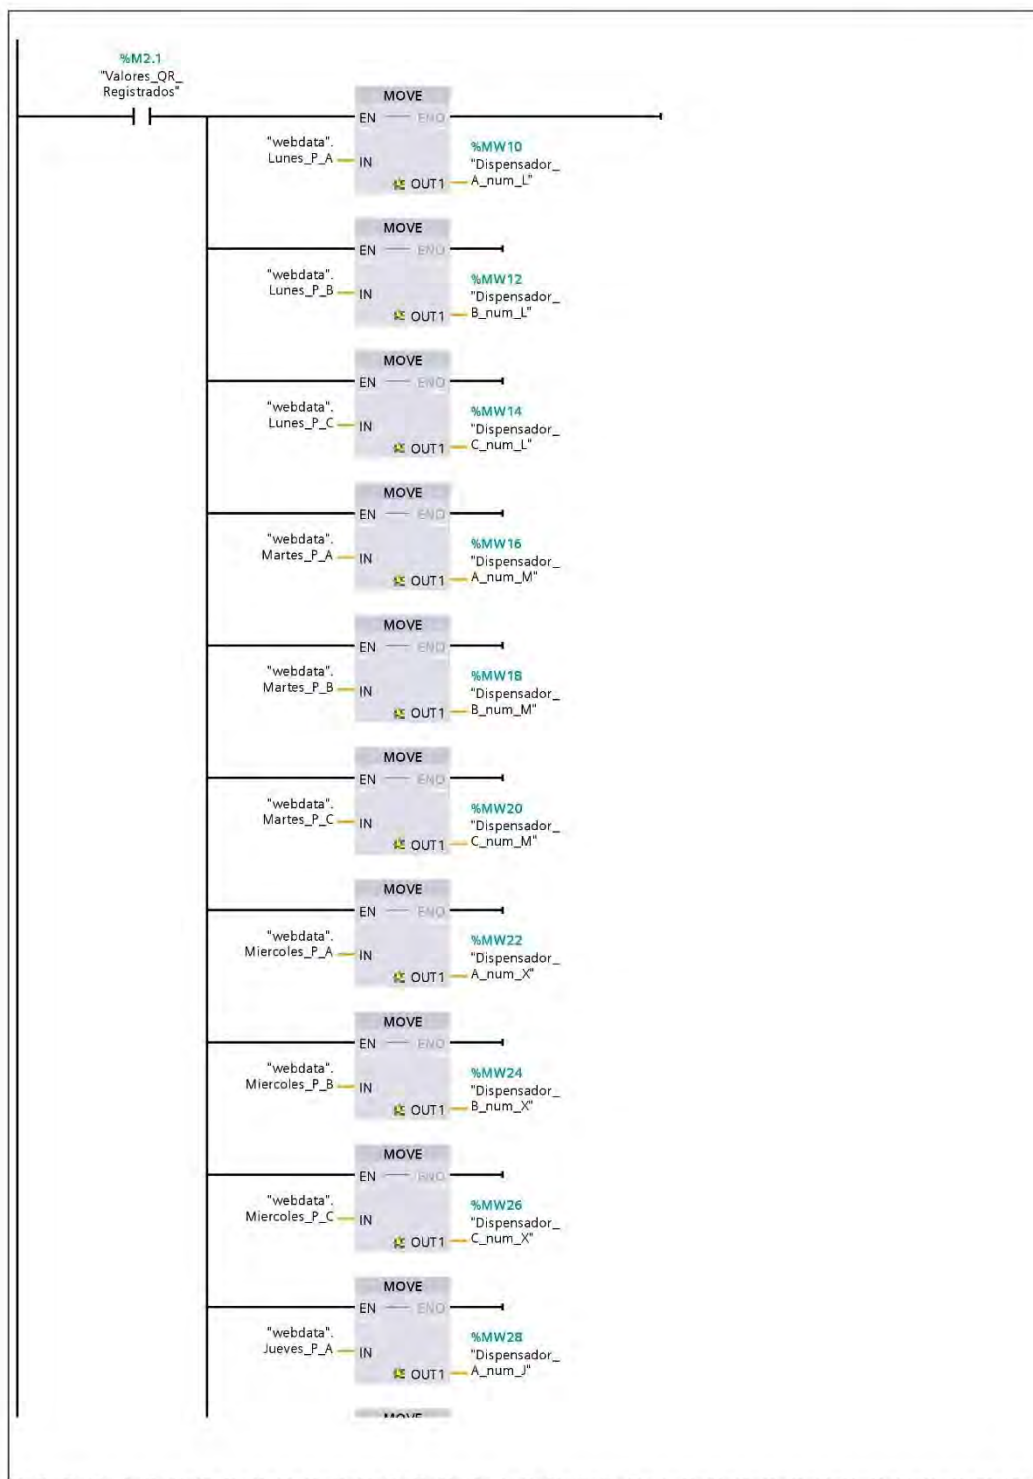 %M2.1
"Valores_QR_
Registrados"
MOVE
EN
ENO
"webdata".
Lunes_P_A
IN
%MW10
"Dispensador_
A_num_L"
OUT1
MOVE
EN
ENO
"webdata".
Lunes_P_B
IN
%MW12
"Dispensador_
B_num_L"
OUT1
MOVE
EN
ENO
"webdata".
Lunes_P_C
IN
%MW14
"Dispensador_
C_num_L"
OUT1
MOVE
EN
ENO
"webdata".
Martes_P_A
IN
%MW16
"Dispensador_
A_num_M"
OUT1
MOVE
EN
ENO
"webdata".
Martes_P_B
IN
%MW18
"Dispensador_
B_num_M"
OUT1
MOVE
EN
ENO
"webdata".
Martes_P_C
IN
%MW20
"Dispensador_
C_num_M"
OUT1
MOVE
EN
ENO
"webdata".
Miercoles_P_A
IN
%MW22
"Dispensador_
A_num_X"
OUT1
MOVE
EN
ENO
"webdata".
Miercoles_P_B
IN
%MW24
"Dispensador_
B_num_X"
OUT1
MOVE
EN
ENO
"webdata".
Miercoles_P_C
IN
%MW26
"Dispensador_
C_num_X"
OUT1
MOVE
EN
ENO
"webdata".
Jueves_P_A
IN
%MW28
"Dispensador_
A_num_J"
OUT1
MOVE